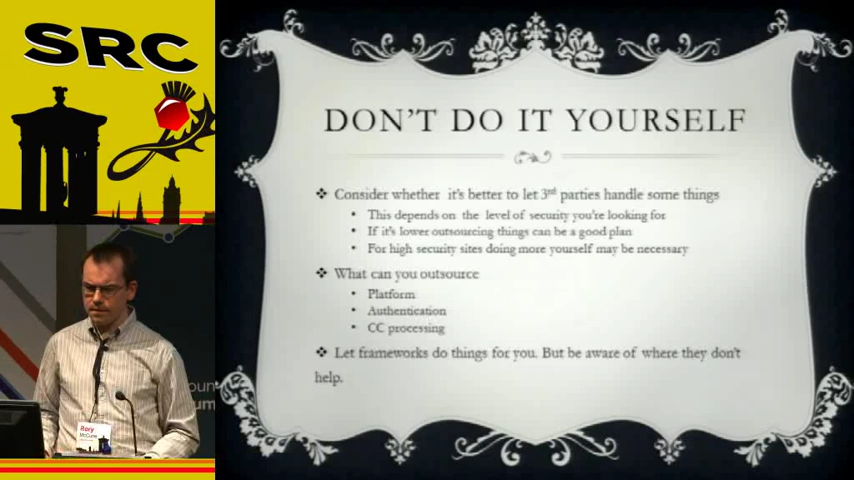 SRC
DON'T DO IT YOURSELF
❖ Consider whether it's better to let 3rd parties handle some things
• This depends on the level of security you're looking for
• If it's lower outsourcing things can be a good plan
• For high security sites doing more yourself may be necessary
❖ What can you outsource
• Platform
• Authentication
• CC processing
❖ Let frameworks do things for you. But be aware of where they don't
help.
Rory
McCune